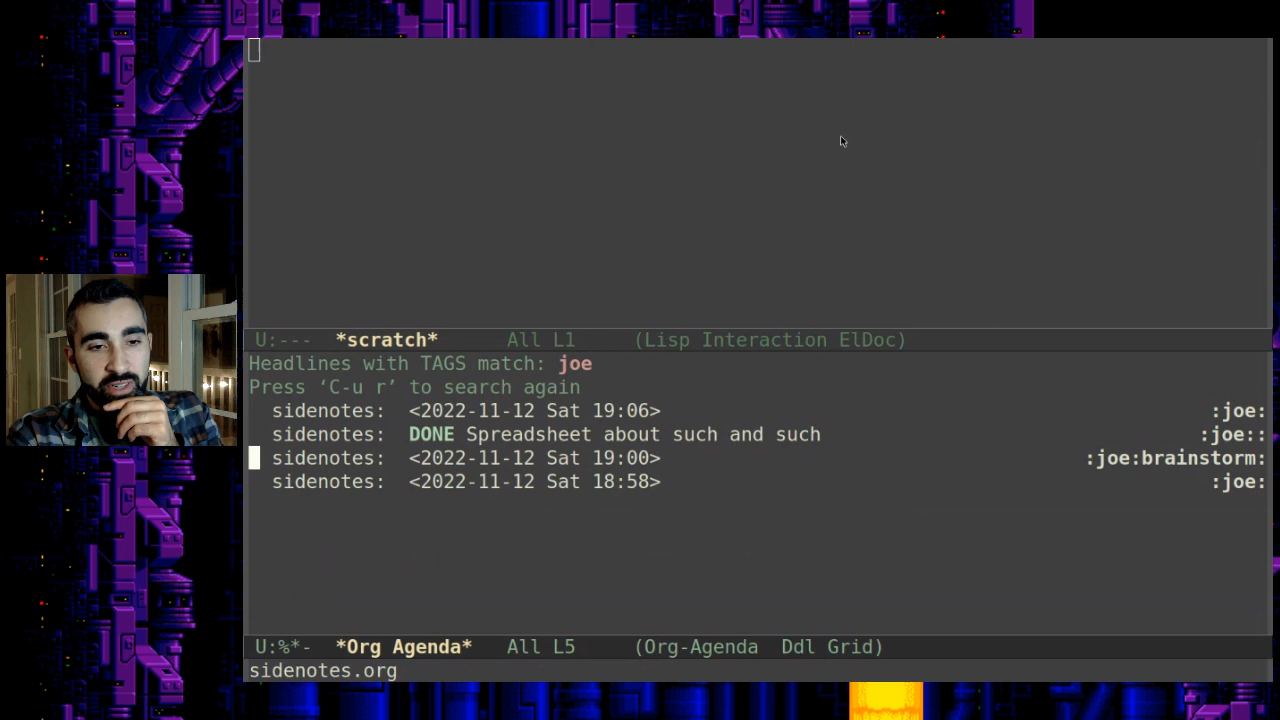 U:--- *scratch* All L1 (Lisp Interaction ElDoc)
Headlines with TAGS match: joe
Press ‘C-u r’ to search again
sidenotes: <2022-11-12 Sat 19:06> :joe:
sidenotes: DONE Spreadsheet about such and such :joe::
sidenotes: <2022-11-12 Sat 19:00> :joe:brainstorm:
sidenotes: <2022-11-12 Sat 18:58> :joe:
U:%*- *Org Agenda* All L5 (Org-Agenda Ddl Grid)
sidenotes.org